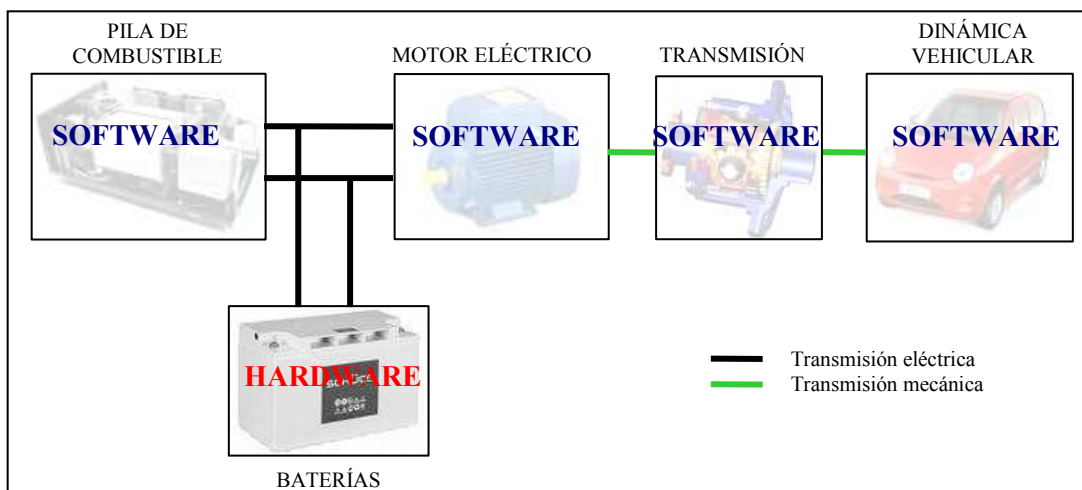 PILA DE
COMBUSTIBLE
MOTOR ELÉCTRICO
TRANSMISIÓN
DINÁMICA
VEHICULAR
SOFTWARE
SOFTWARE
SOFTWARE
SOFTWARE
HARDWARE
BATERÍAS
Transmisión eléctrica
Transmisión mecánica